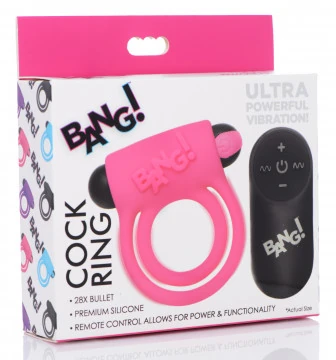 BANG!
COCK
RING
• 28X BULLET
• PREMIUM SILICONE
• REMOTE CONTROL ALLOWS FOR POWER & FUNCTIONALITY
BANG!
ULTRA
POWERFUL
VIBRATION!
+
−
BANG!
*Actual Size